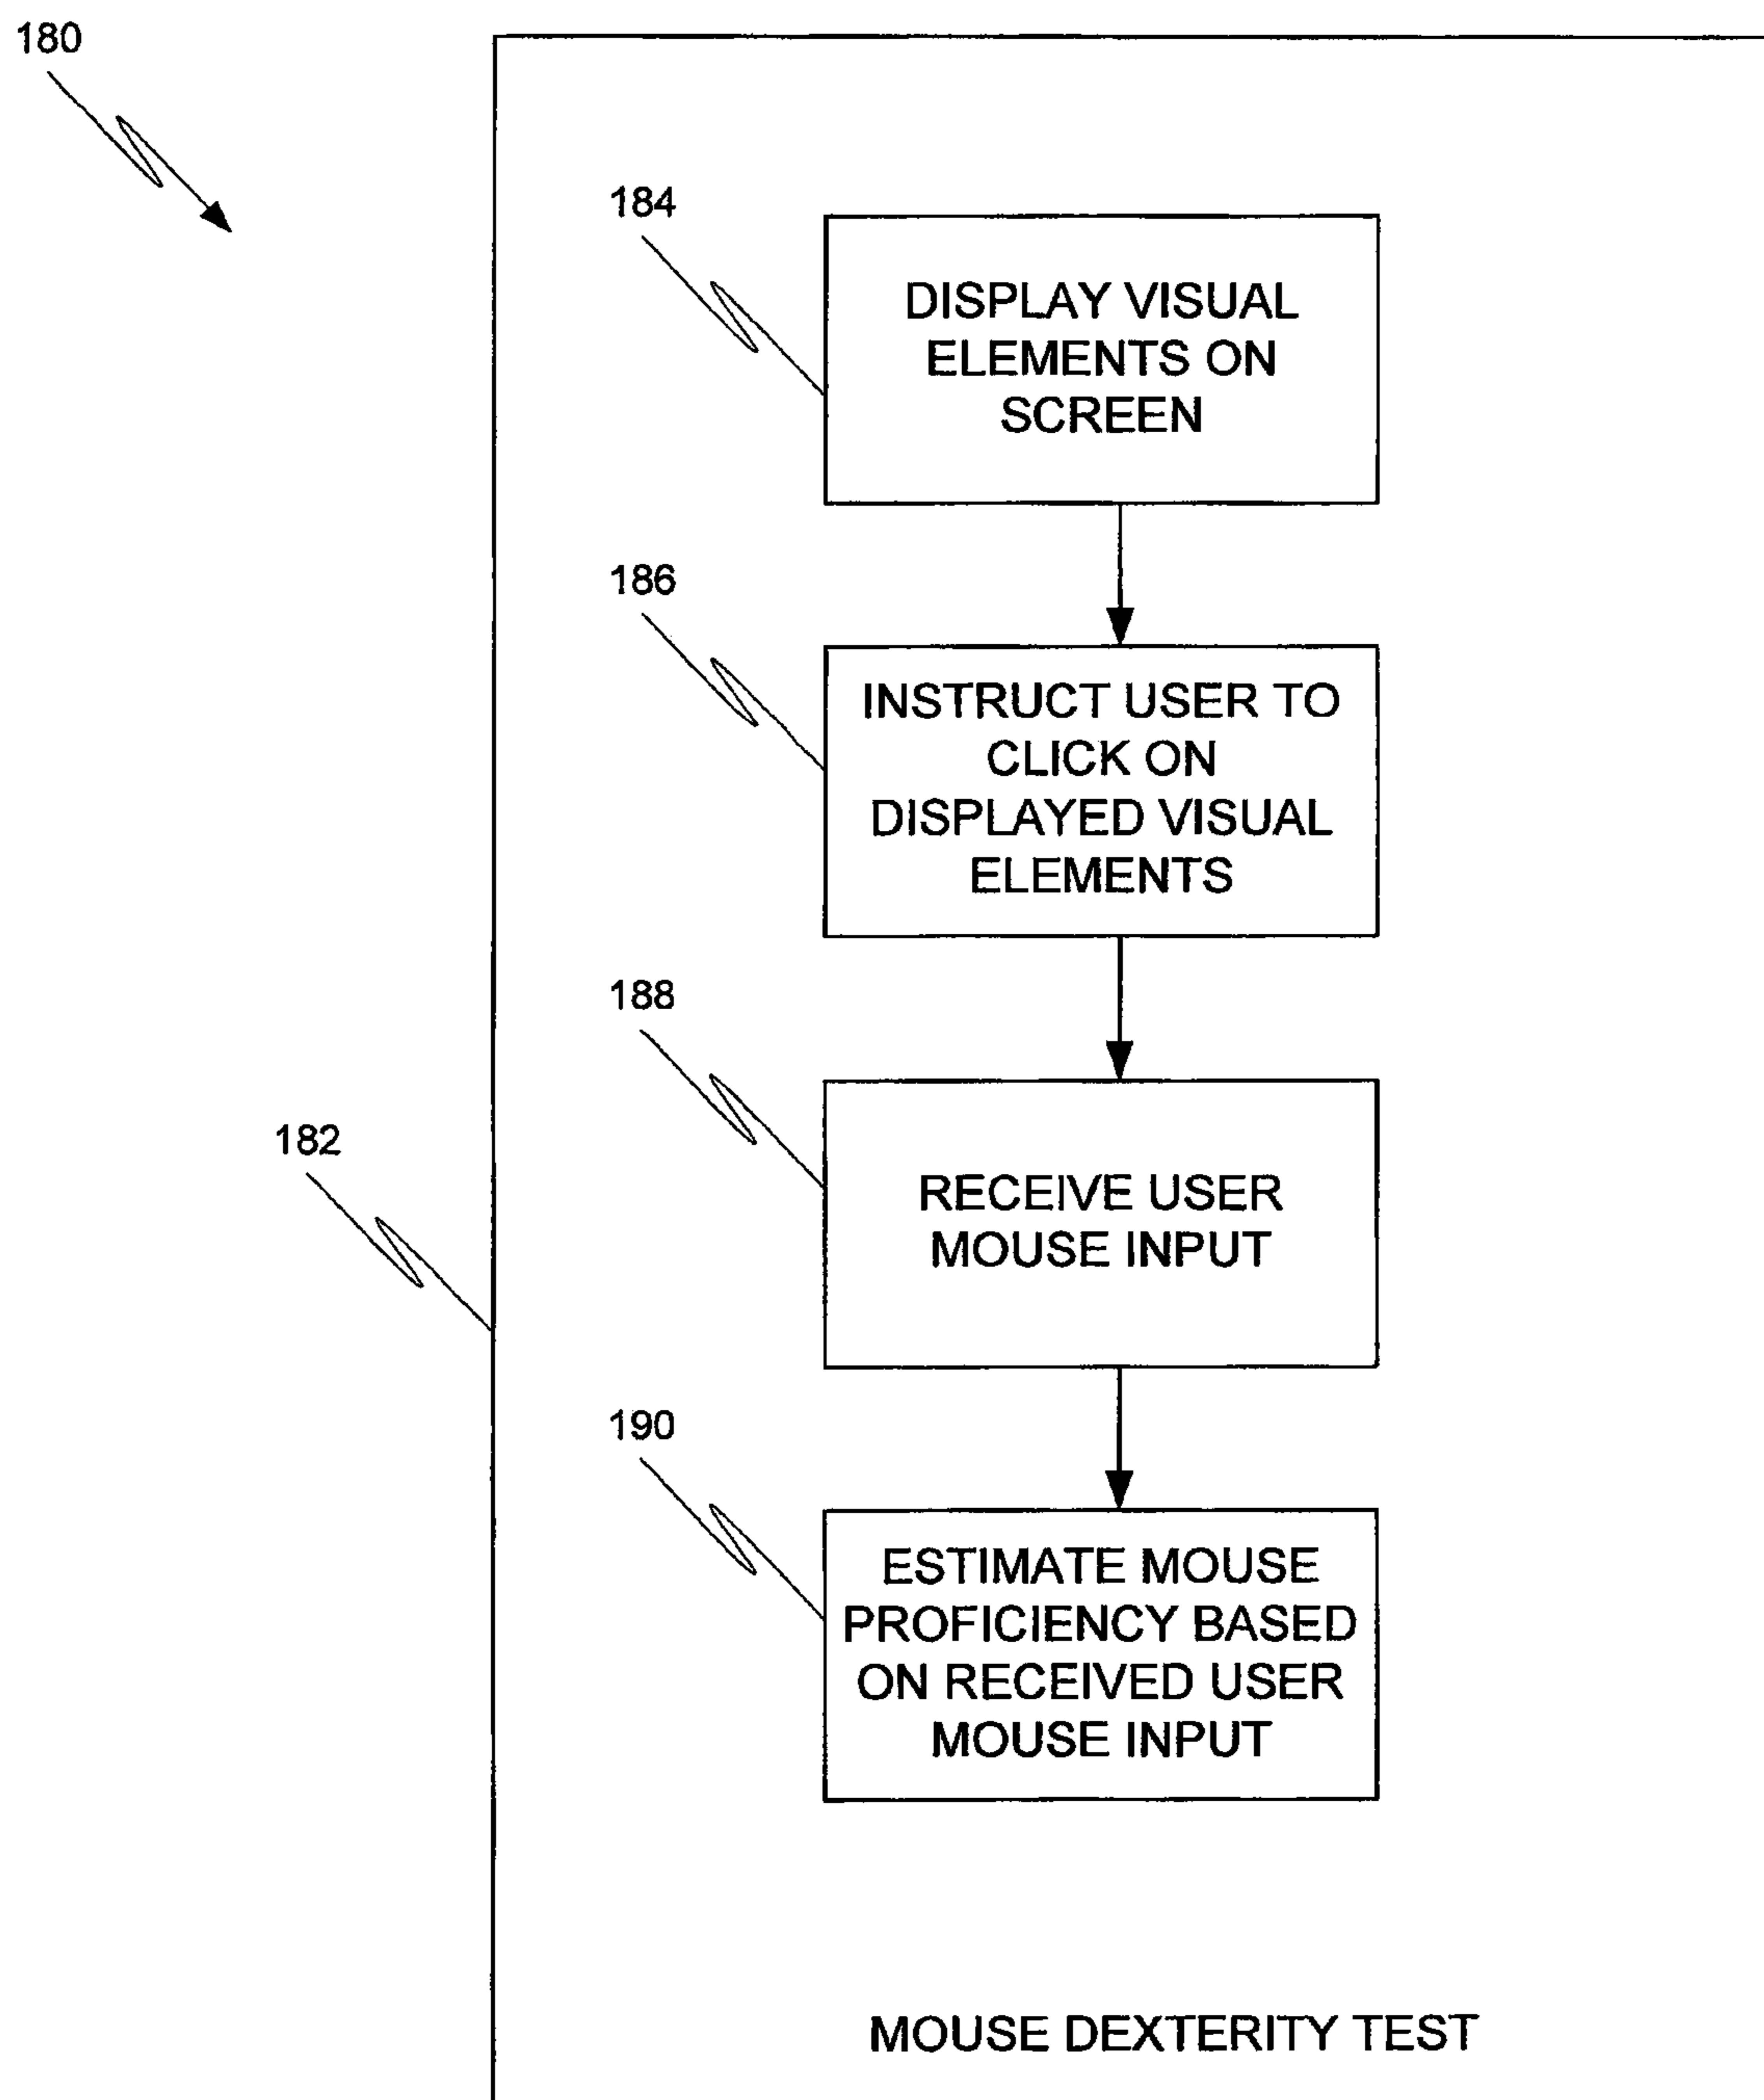 180
184
DISPLAY VISUAL
ELEMENTS ON
SCREEN
186
INSTRUCT USER TO
CLICK ON
DISPLAYED VISUAL
ELEMENTS
188
RECEIVE USER
MOUSE INPUT
182
190
ESTIMATE MOUSE
PROFICIENCY BASED
ON RECEIVED USER
MOUSE INPUT
MOUSE DEXTERITY TEST